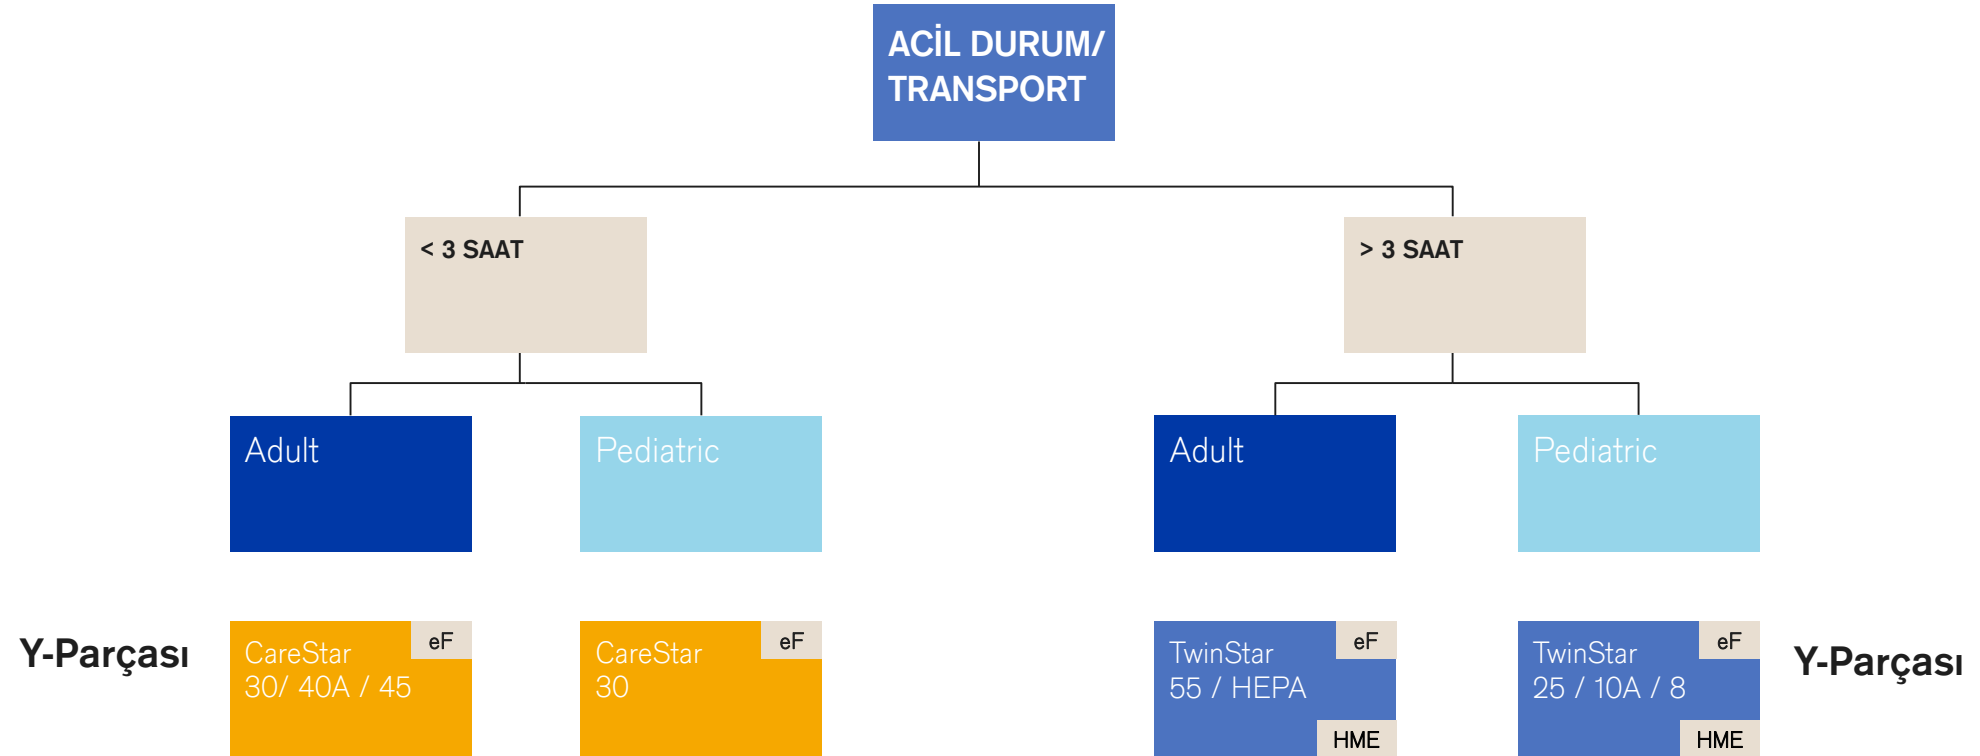 ACİL DURUM/
TRANSPORT
< 3 SAAT
> 3 SAAT
Adult
Pediatric
Adult
Pediatric
Y-Parçası
CareStar
30/ 40A / 45
eF
CareStar
30
eF
TwinStar
55 / HEPA
eF
HME
TwinStar
25 / 10A / 8
eF
HME
Y-Parçası